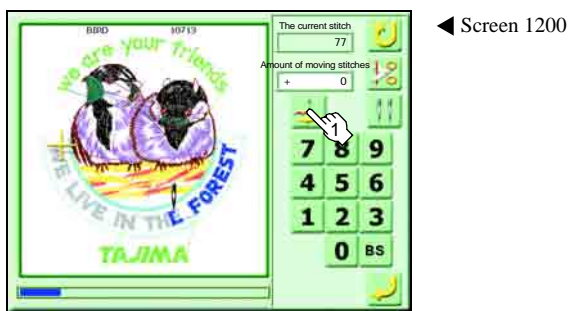 ◀ Screen 1200
BIRD 10713
We are your friends
WE LIVE IN THE FOREST
TAJIMA
The current stitch
77
Amount of moving stitches
+ 0
1
7 8 9
4 5 6
1 2 3
0 BS